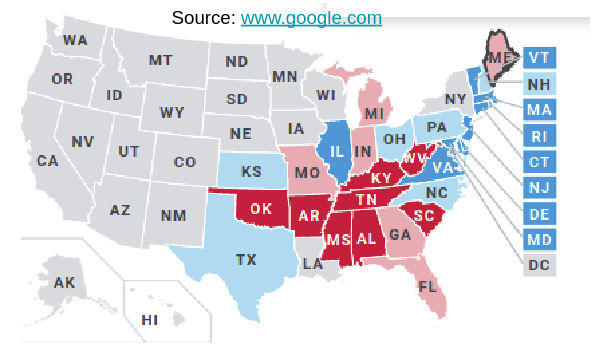 Source: www.google.com
WA
MT
ND
MN
ME
VT
OR
ID
SD
WI
NH
WY
NY
MI
MA
NV
NE
IA
PA
RI
CA
UT
CO
IL
IN
OH
CT
KS
MO
KY
WV
VA
NJ
AZ
NM
OK
AR
TN
NC
DE
MS
AL
GA
SC
MD
TX
LA
DC
AK
FL
HI